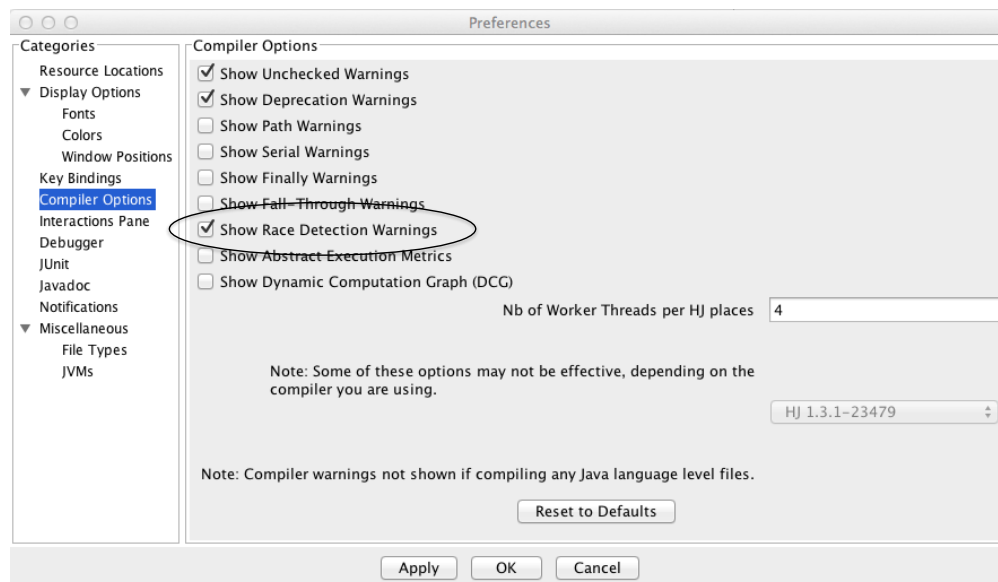 Preferences
Categories
Resource Locations
Display Options
Fonts
Colors
Window Positions
Key Bindings
Compiler Options
Interactions Pane
Debugger
JUnit
Javadoc
Notifications
Miscellaneous
File Types
JVMs
Compiler Options
Show Unchecked Warnings
Show Deprecation Warnings
Show Path Warnings
Show Serial Warnings
Show Finally Warnings
Show Fall-Through Warnings
Show Race Detection Warnings
Show Abstract Execution Metrics
Show Dynamic Computation Graph (DCG)
Nb of Worker Threads per HJ places 4
Note: Some of these options may not be effective, depending on the
compiler you are using.
HJ 1.3.1-23479
Note: Compiler warnings not shown if compiling any Java language level files.
Reset to Defaults
Apply OK Cancel